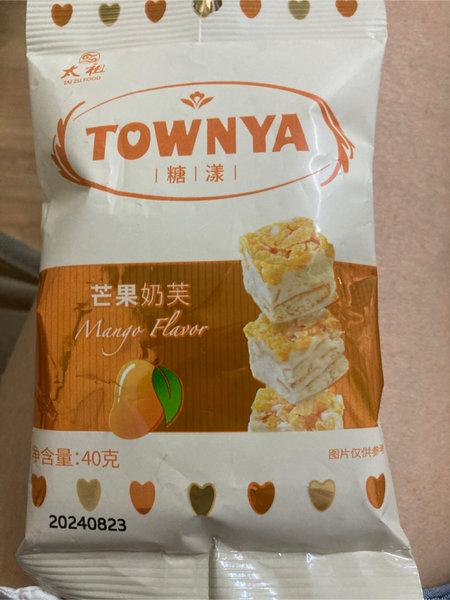 太祖
TAI ZU FOOD
TOWNYA
糖漾
芒果奶芙
Mango Flavor
净含量:40克
图片仅供参考
20240823